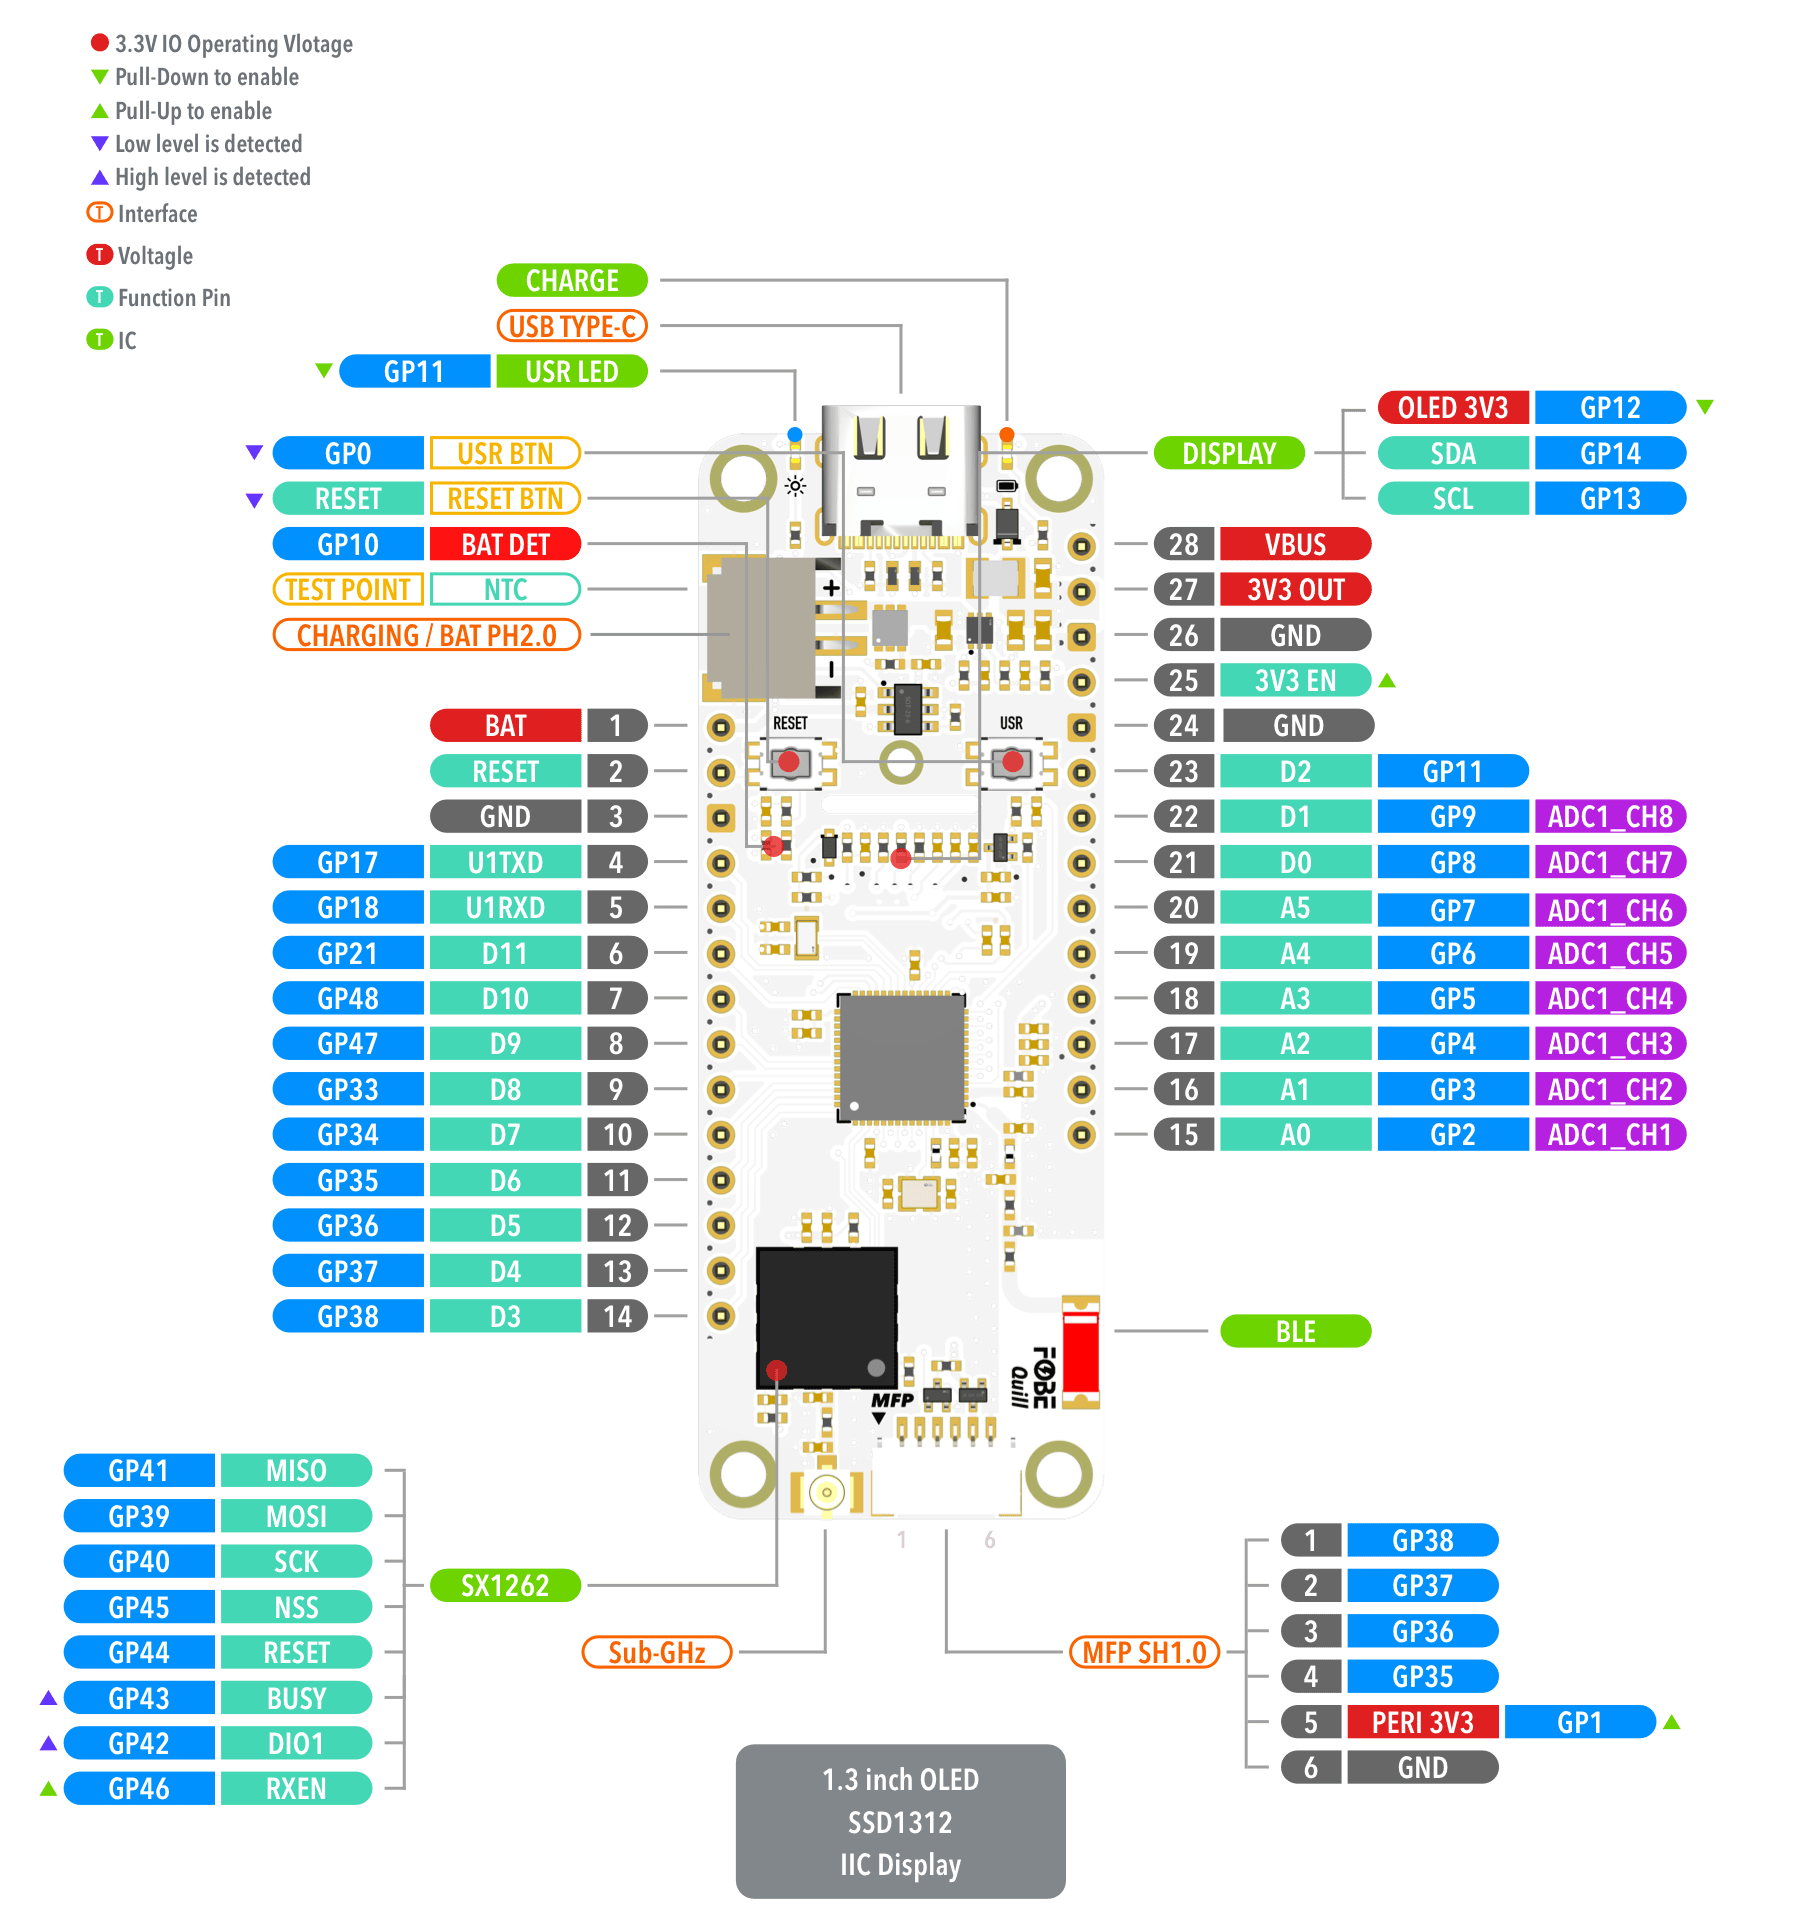 3.3V IO Operating Vlotage
Pull-Down to enable
Pull-Up to enable
Low level is detected
High level is detected
T Interface
T Voltagle
T Function Pin
T IC
CHARGE
USB TYPE-C
GP11 USR LED
GP0 USR BTN
RESET RESET BTN
GP10 BAT DET
TEST POINT NTC
CHARGING / BAT PH2.0
BAT 1
RESET 2
GND 3
GP17 U1TXD 4
GP18 U1RXD 5
GP21 D11 6
GP48 D10 7
GP47 D9 8
GP33 D8 9
GP34 D7 10
GP35 D6 11
GP36 D5 12
GP37 D4 13
GP38 D3 14
+
−
RESET
USR
DISPLAY
OLED 3V3 GP12
SDA GP14
SCL GP13
28 VBUS
27 3V3 OUT
26 GND
25 3V3 EN
24 GND
23 D2 GP11
22 D1 GP9 ADC1_CH8
21 D0 GP8 ADC1_CH7
20 A5 GP7 ADC1_CH6
19 A4 GP6 ADC1_CH5
18 A3 GP5 ADC1_CH4
17 A2 GP4 ADC1_CH3
16 A1 GP3 ADC1_CH2
15 A0 GP2 ADC1_CH1
BLE
FOBE
Quill
MFP
1 6
GP41 MISO
GP39 MOSI
GP40 SCK
GP45 NSS
GP44 RESET
GP43 BUSY
GP42 DIO1
GP46 RXEN
SX1262
Sub-GHz
MFP SH1.0
1 GP38
2 GP37
3 GP36
4 GP35
5 PERI 3V3 GP1
6 GND
1.3 inch OLED
SSD1312
IIC Display